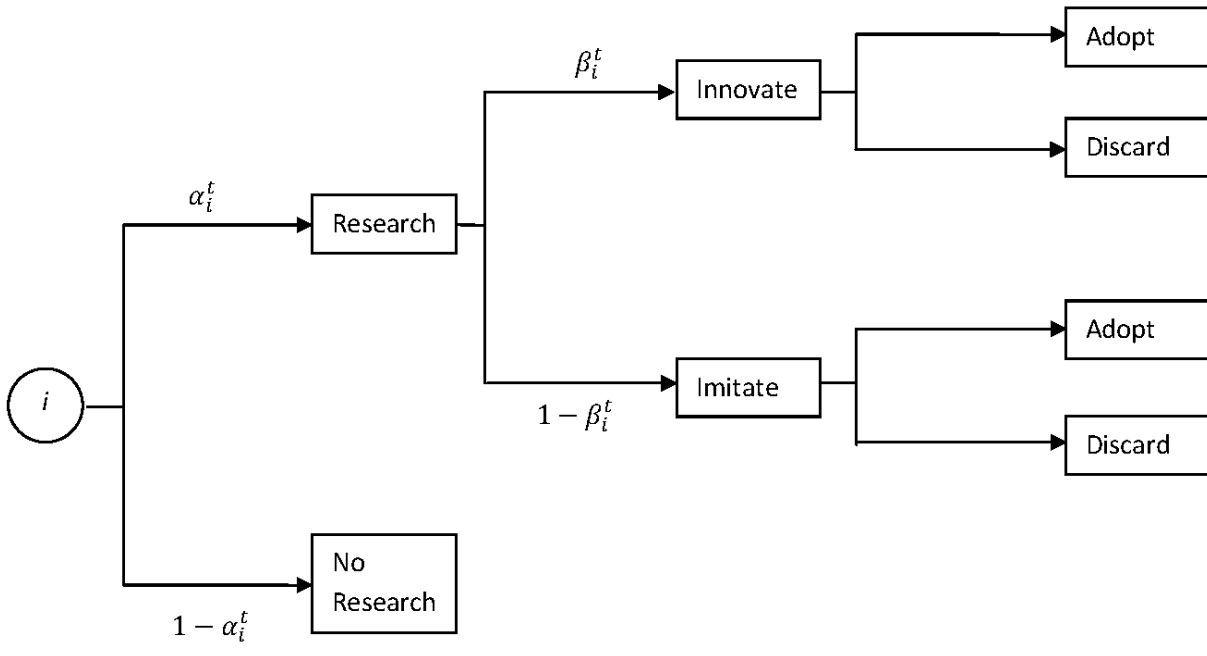 Adopt
β_i^t
Innovate
Discard
α_i^t
Research
Adopt
i
Imitate
1 − β_i^t
Discard
No
Research
1 − α_i^t